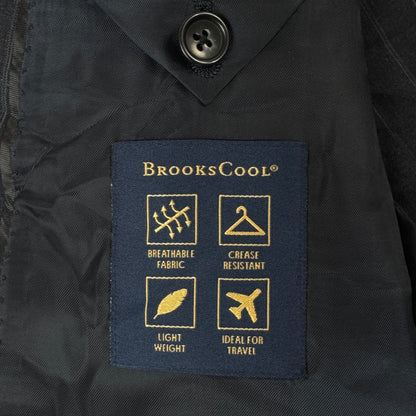 BROOKSCOOL®
BREATHABLE
FABRIC
CREASE
RESISTANT
LIGHT
WEIGHT
IDEAL FOR
TRAVEL